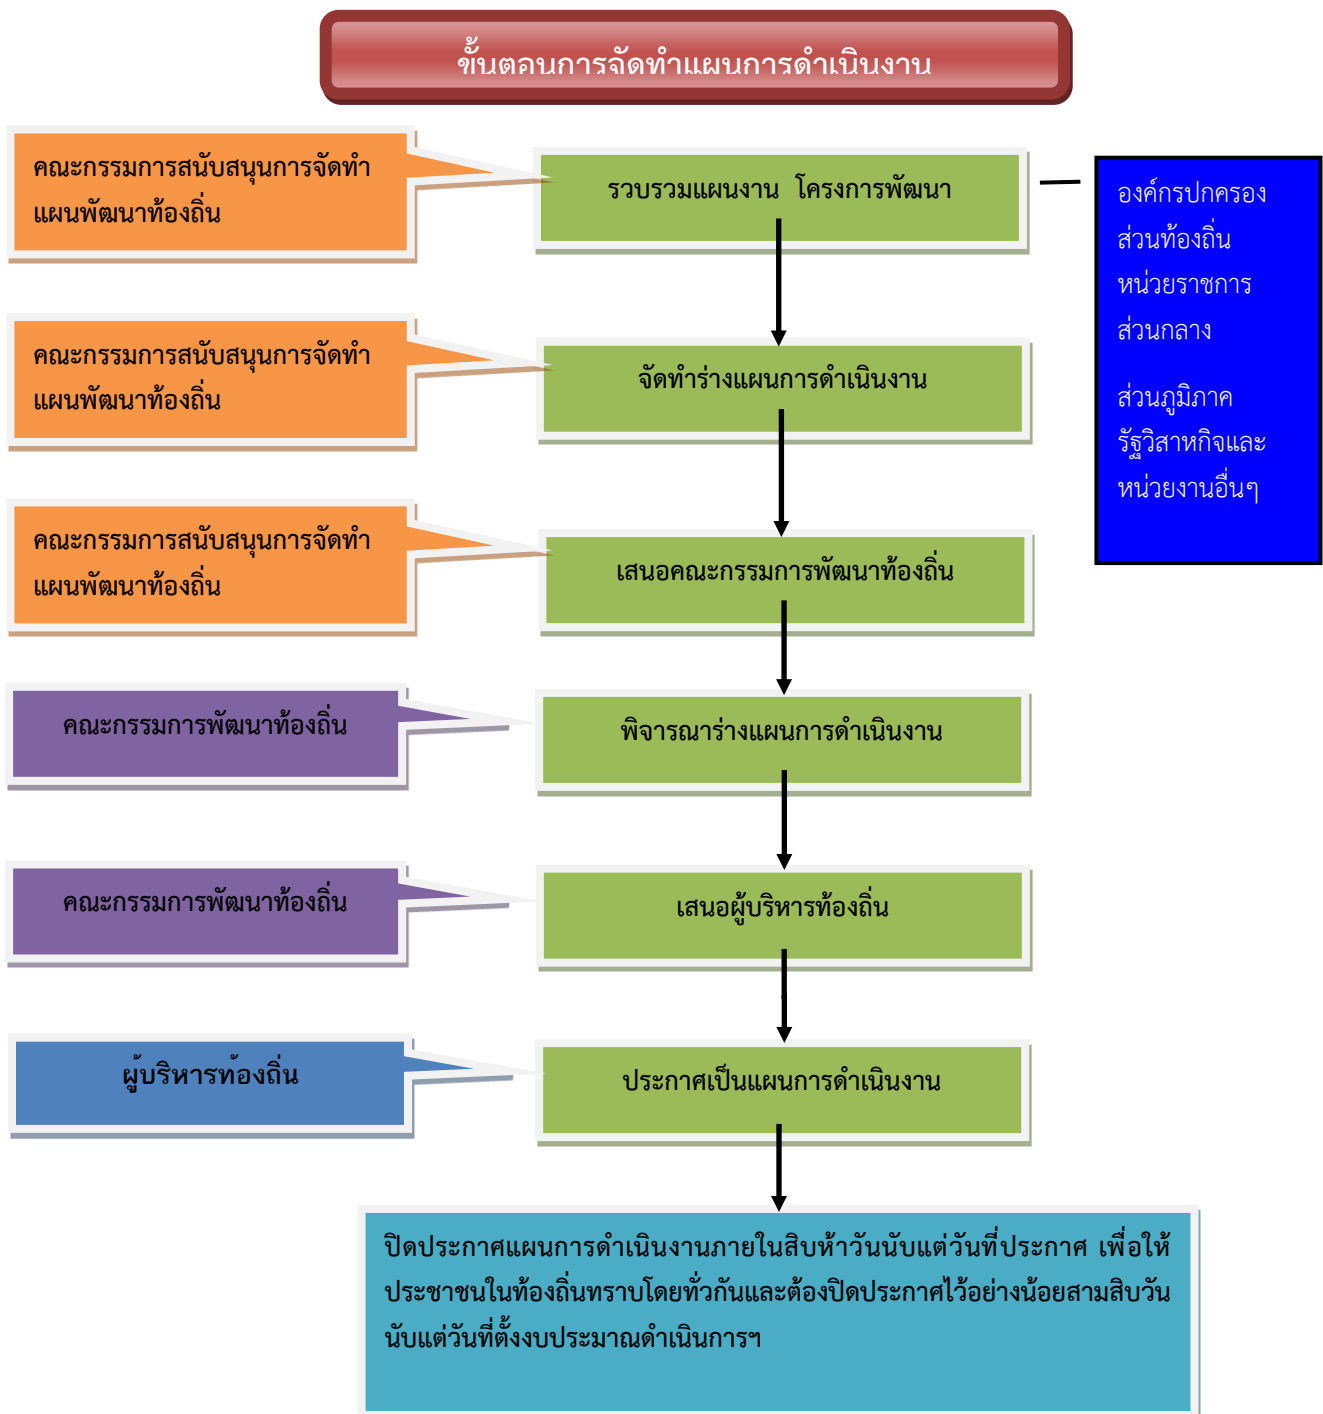 ขั้นตอนการจัดทำแผนการดำเนินงาน
คณะกรรมการสนับสนุนการจัดทำ
แผนพัฒนาท้องถิ่น
รวบรวมแผนงาน โครงการพัฒนา
องค์กรปกครอง
ส่วนท้องถิ่น
หน่วยราชการ
ส่วนกลาง
ส่วนภูมิภาค
รัฐวิสาหกิจและ
หน่วยงานอื่นๆ
คณะกรรมการสนับสนุนการจัดทำ
แผนพัฒนาท้องถิ่น
จัดทำร่างแผนการดำเนินงาน
คณะกรรมการสนับสนุนการจัดทำ
แผนพัฒนาท้องถิ่น
เสนอคณะกรรมการพัฒนาท้องถิ่น
คณะกรรมการพัฒนาท้องถิ่น
พิจารณาร่างแผนการดำเนินงาน
คณะกรรมการพัฒนาท้องถิ่น
เสนอผู้บริหารท้องถิ่น
ผู้บริหารท้องถิ่น
ประกาศเป็นแผนการดำเนินงาน
ปิดประกาศแผนการดำเนินงานภายในสิบห้าวันนับแต่วันที่ประกาศ เพื่อให้
ประชาชนในท้องถิ่นทราบโดยทั่วกันและต้องปิดประกาศไว้อย่างน้อยสามสิบวัน
นับแต่วันที่ตั้งงบประมาณดำเนินการฯ